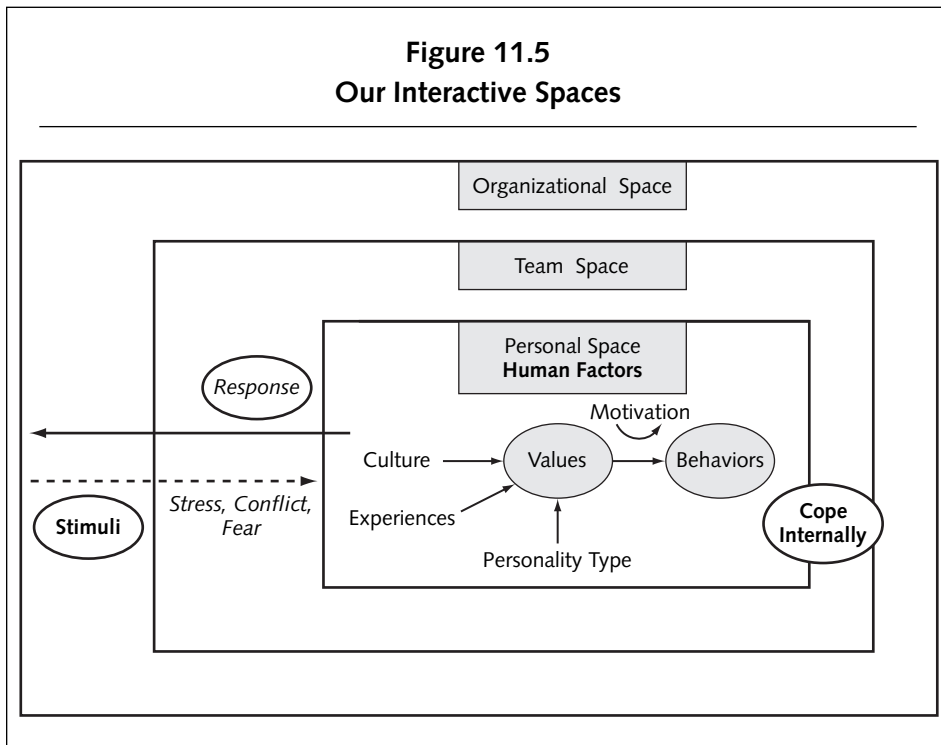 Figure 11.5
Our Interactive Spaces
Organizational Space
Team Space
Personal Space
Human Factors
Response
Motivation
Culture
Values
Behaviors
Stimuli
Stress, Conflict,
Fear
Experiences
Cope
Internally
Personality Type